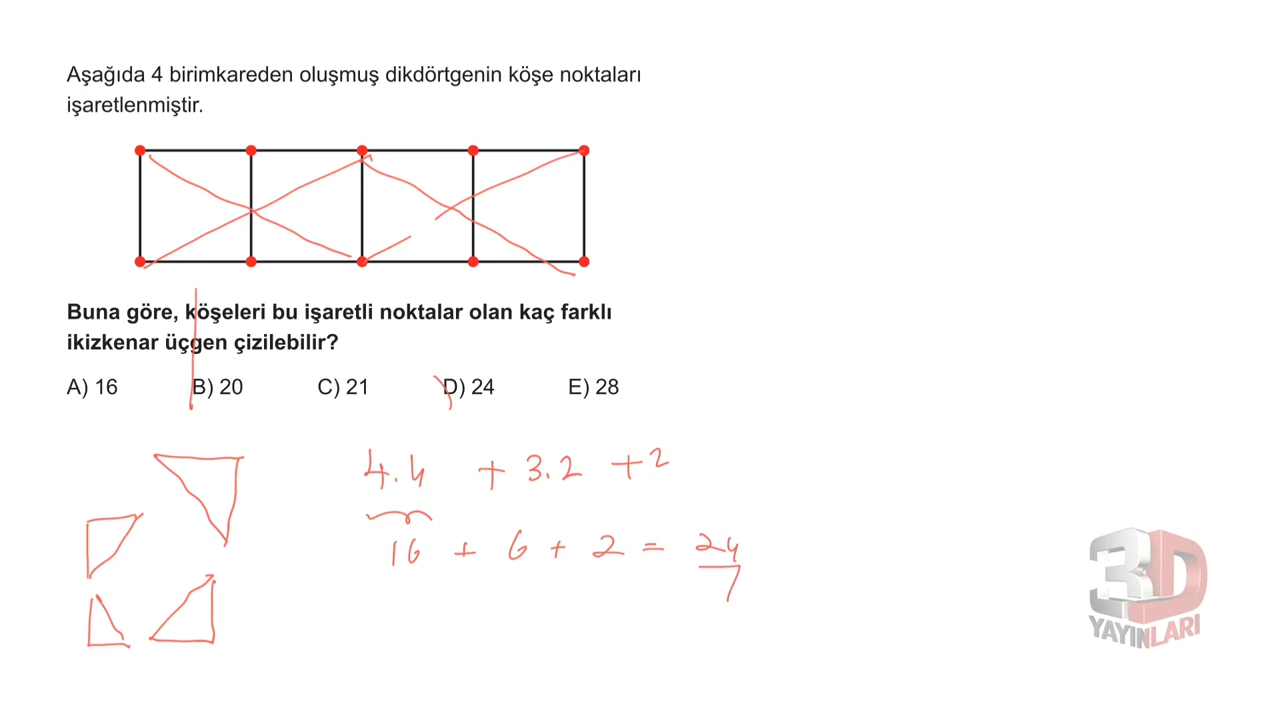 Aşağıda 4 birimkareden oluşmuş dikdörtgenin köşe noktaları
işaretlenmiştir.
Buna göre, köşeleri bu işaretli noktalar olan kaç farklı
ikizkenar üçgen çizilebilir?
A) 16 B) 20 C) 21 D) 24 E) 28
4.4 + 3.2 + 2
16 + 6 + 2 = 24
3D
YAYINLARI